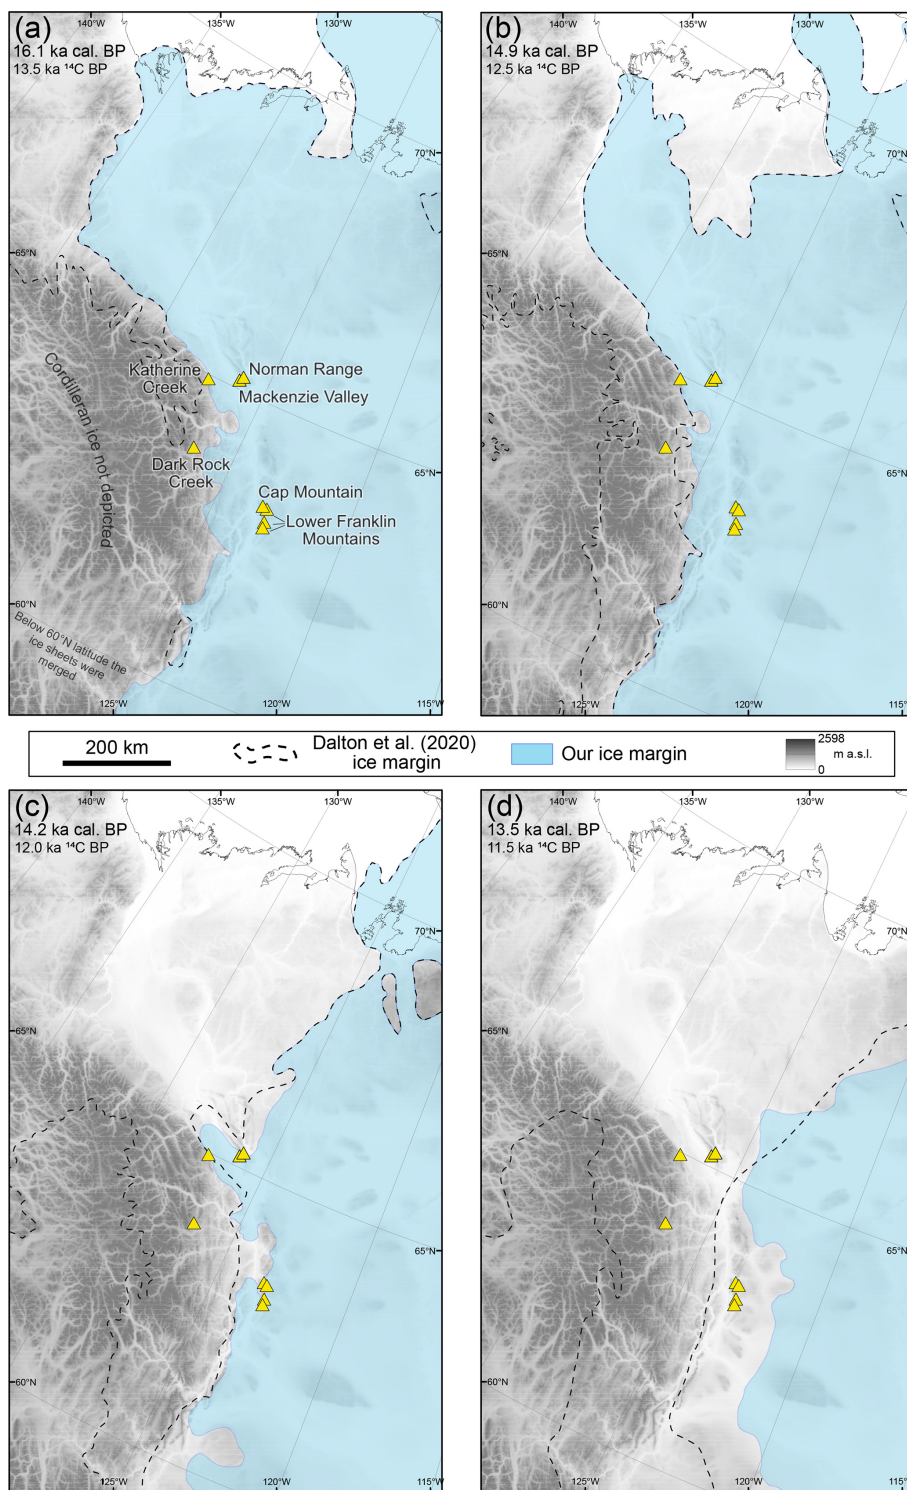 (a)
16.1 ka cal. BP
13.5 ka ¹⁴C BP
140°W
135°W
130°W
70°N
65°N
Katherine
Creek
Norman Range
Mackenzie Valley
Cordilleran ice not depicted
Dark Rock
Creek
65°N
Cap Mountain
Lower Franklin
Mountains
60°N
Below 60°N latitude the
ice sheets were
merged
125°W
120°W
115°W
(b)
14.9 ka cal. BP
12.5 ka ¹⁴C BP
140°W
135°W
130°W
70°N
65°N
65°N
60°N
125°W
120°W
115°W
200 km
Dalton et al. (2020)
ice margin
Our ice margin
2598
m a.s.l.
0
(c)
14.2 ka cal. BP
12.0 ka ¹⁴C BP
140°W
135°W
130°W
70°N
65°N
65°N
60°N
125°W
120°W
115°W
(d)
13.5 ka cal. BP
11.5 ka ¹⁴C BP
140°W
135°W
130°W
70°N
65°N
65°N
60°N
125°W
120°W
115°W